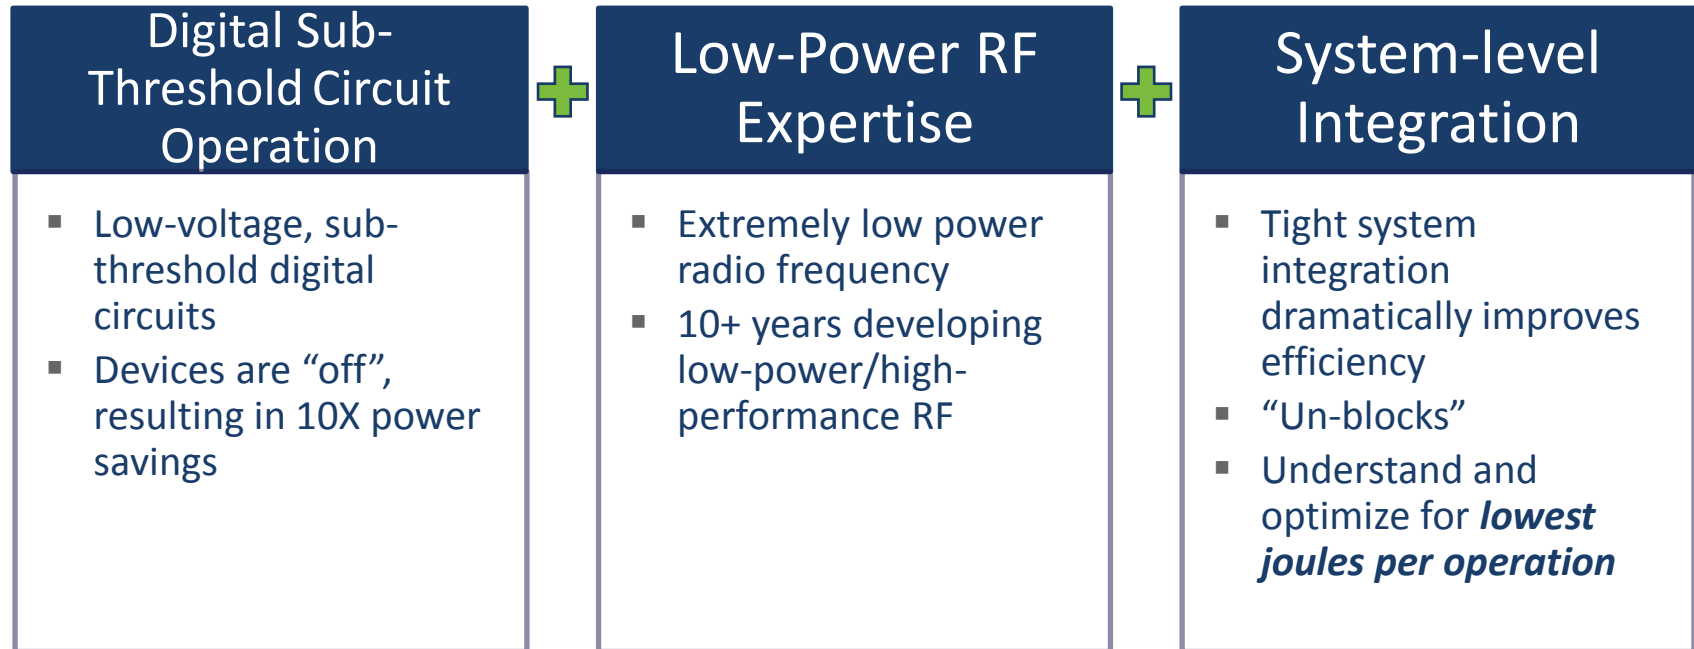 Digital Sub-
Threshold Circuit
Operation
▪ Low-voltage, sub-
threshold digital
circuits
▪ Devices are “off”,
resulting in 10X power
savings
Low-Power RF
Expertise
▪ Extremely low power
radio frequency
▪ 10+ years developing
low-power/high-
performance RF
System-level
Integration
▪ Tight system
integration
dramatically improves
efficiency
▪ “Un-blocks”
▪ Understand and
optimize for lowest
joules per operation